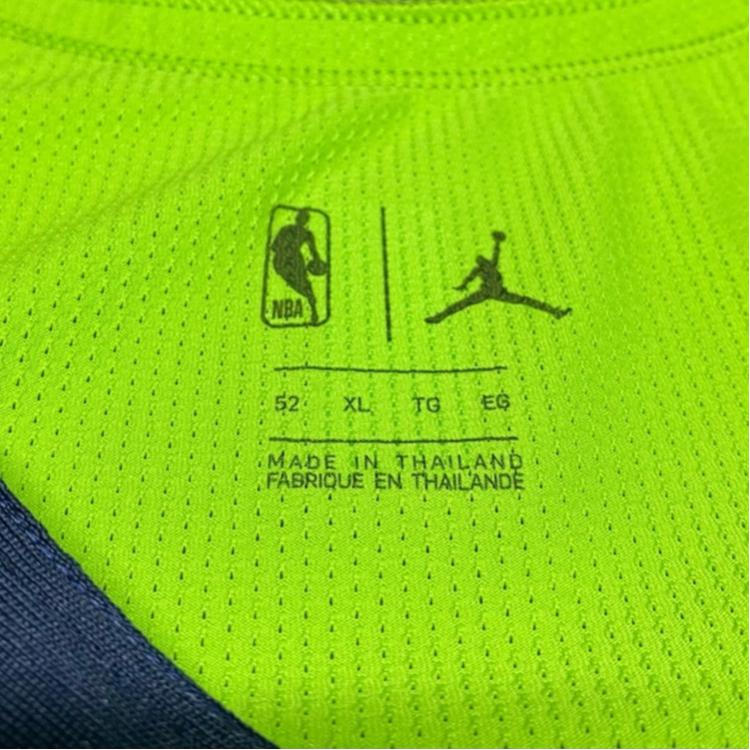 NBA
52 XL TG EG
MADE IN THAILAND
FABRIQUE EN THAILANDE